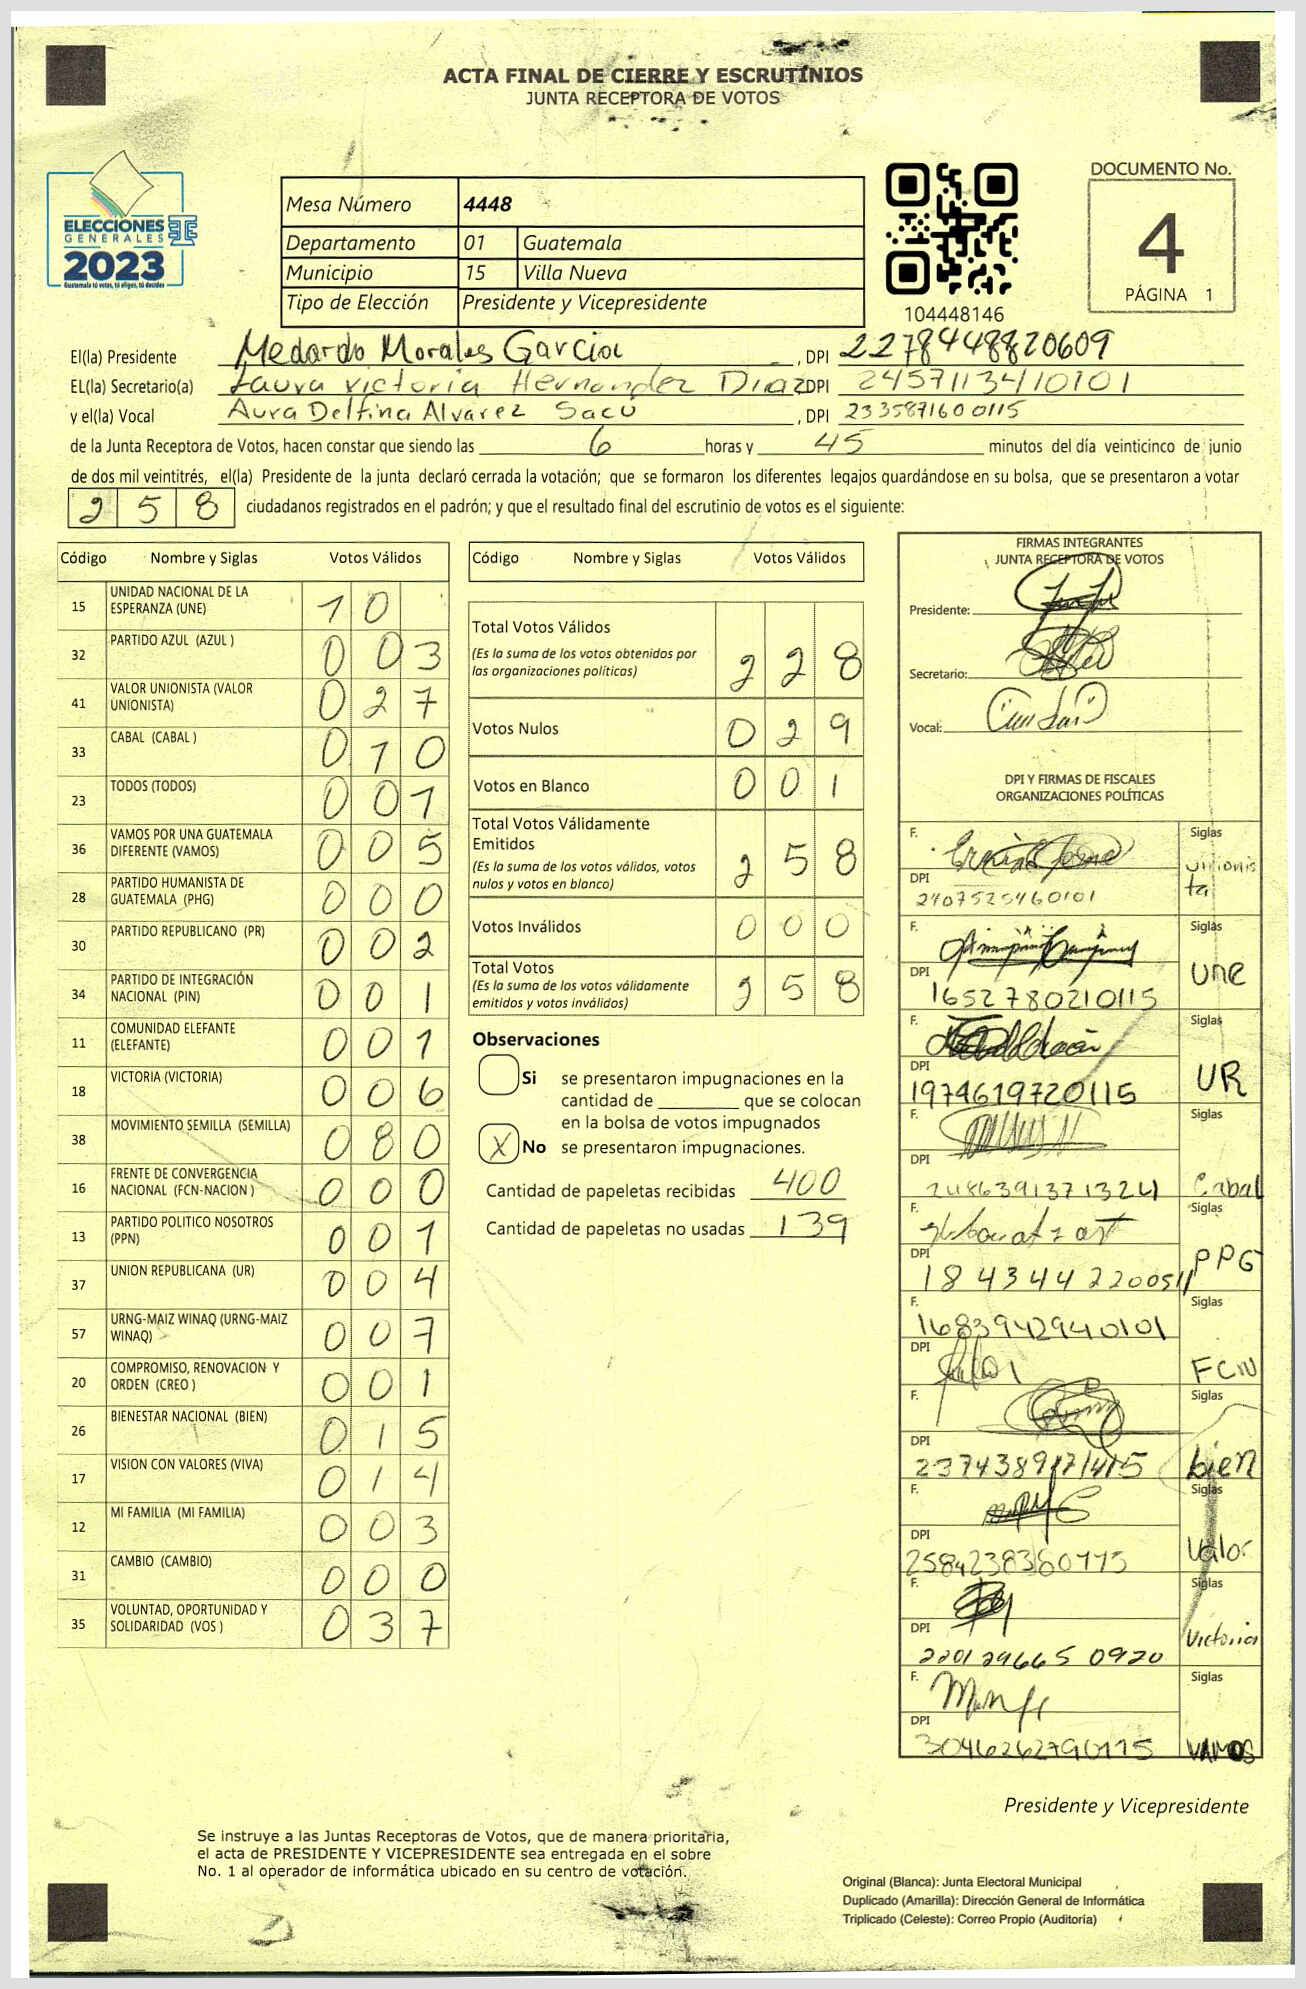 ACTA FINAL DE CIERRE Y ESCRUTINIOS
JUNTA RECEPTORA DE VOTOS
ELECCIONES
GENERALES
2023
Guatemala tú votas, tú eliges, tú decides
Mesa Número 4448
Departamento 01 Guatemala
Municipio 15 Villa Nueva
Tipo de Elección Presidente y Vicepresidente
104448146
DOCUMENTO No.
4
PÁGINA 1
El(la) Presidente Medardo Morales Garcia, DPI 2278448820609
EL(la) Secretario(a) Laura victoria Hernandez Diaz DPI 2457113410101
y el(la) Vocal Aura Delfina Alvarez Sacú, DPI 2335871600115
de la Junta Receptora de Votos, hacen constar que siendo las 6 horas y 45 minutos del día veinticinco de junio
de dos mil veintitrés, el(la) Presidente de la junta declaró cerrada la votación; que se formaron los diferentes legajos guardándose en su bolsa, que se presentaron a votar
258 ciudadanos registrados en el padrón; y que el resultado final del escrutinio de votos es el siguiente:
Código Nombre y Siglas Votos Válidos
15 UNIDAD NACIONAL DE LA ESPERANZA (UNE) 10
32 PARTIDO AZUL (AZUL ) 003
41 VALOR UNIONISTA (VALOR UNIONISTA) 027
33 CABAL (CABAL ) 010
23 TODOS (TODOS) 001
36 VAMOS POR UNA GUATEMALA DIFERENTE (VAMOS) 005
28 PARTIDO HUMANISTA DE GUATEMALA (PHG) 000
30 PARTIDO REPUBLICANO (PR) 002
34 PARTIDO DE INTEGRACIÓN NACIONAL (PIN) 001
11 COMUNIDAD ELEFANTE (ELEFANTE) 001
18 VICTORIA (VICTORIA) 006
38 MOVIMIENTO SEMILLA (SEMILLA) 080
16 FRENTE DE CONVERGENCIA NACIONAL (FCN-NACION ) 000
13 PARTIDO POLITICO NOSOTROS (PPN) 001
37 UNION REPUBLICANA (UR) 004
57 URNG-MAIZ WINAQ (URNG-MAIZ WINAQ) 007
20 COMPROMISO, RENOVACION Y ORDEN (CREO ) 001
26 BIENESTAR NACIONAL (BIEN) 015
17 VISION CON VALORES (VIVA) 014
12 MI FAMILIA (MI FAMILIA) 003
31 CAMBIO (CAMBIO) 000
35 VOLUNTAD, OPORTUNIDAD Y SOLIDARIDAD (VOS ) 037
Código Nombre y Siglas Votos Válidos
Total Votos Válidos 228
(Es la suma de los votos obtenidos por
las organizaciones políticas)
Votos Nulos 029
Votos en Blanco 001
Total Votos Válidamente
Emitidos 258
(Es la suma de los votos válidos, votos
nulos y votos en blanco)
Votos Inválidos 000
Total Votos 258
(Es la suma de los votos válidamente
emitidos y votos inválidos)
Observaciones
Si se presentaron impugnaciones en la
cantidad de ________ que se colocan
en la bolsa de votos impugnados
X No se presentaron impugnaciones.
Cantidad de papeletas recibidas 400
Cantidad de papeletas no usadas 139
FIRMAS INTEGRANTES
JUNTA RECEPTORA DE VOTOS
Presidente:
Secretario:
Vocal:
DPI Y FIRMAS DE FISCALES
ORGANIZACIONES POLÍTICAS
F. Siglas
Unionis
ta
DPI
2407525460101
F. Siglas
DPI UNE
1652780210115
F. Siglas
DPI UR
1974619720115
F. Siglas
DPI
2486391371324 Cabal
F. Siglas
DPI PPG
F. Siglas
1683942940101
DPI FCN
F. Siglas
DPI
bien
F. Siglas
DPI Valor
F. Siglas
DPI Victoria
2201296650920
F. Siglas
DPI
3046262790115 VAMOS
Presidente y Vicepresidente
Se instruye a las Juntas Receptoras de Votos, que de manera prioritaria,
el acta de PRESIDENTE Y VICEPRESIDENTE sea entregada en el sobre
No. 1 al operador de informática ubicado en su centro de votación.
Original (Blanca): Junta Electoral Municipal
Duplicado (Amarilla): Dirección General de Informática
Triplicado (Celeste): Correo Propio (Auditoría)